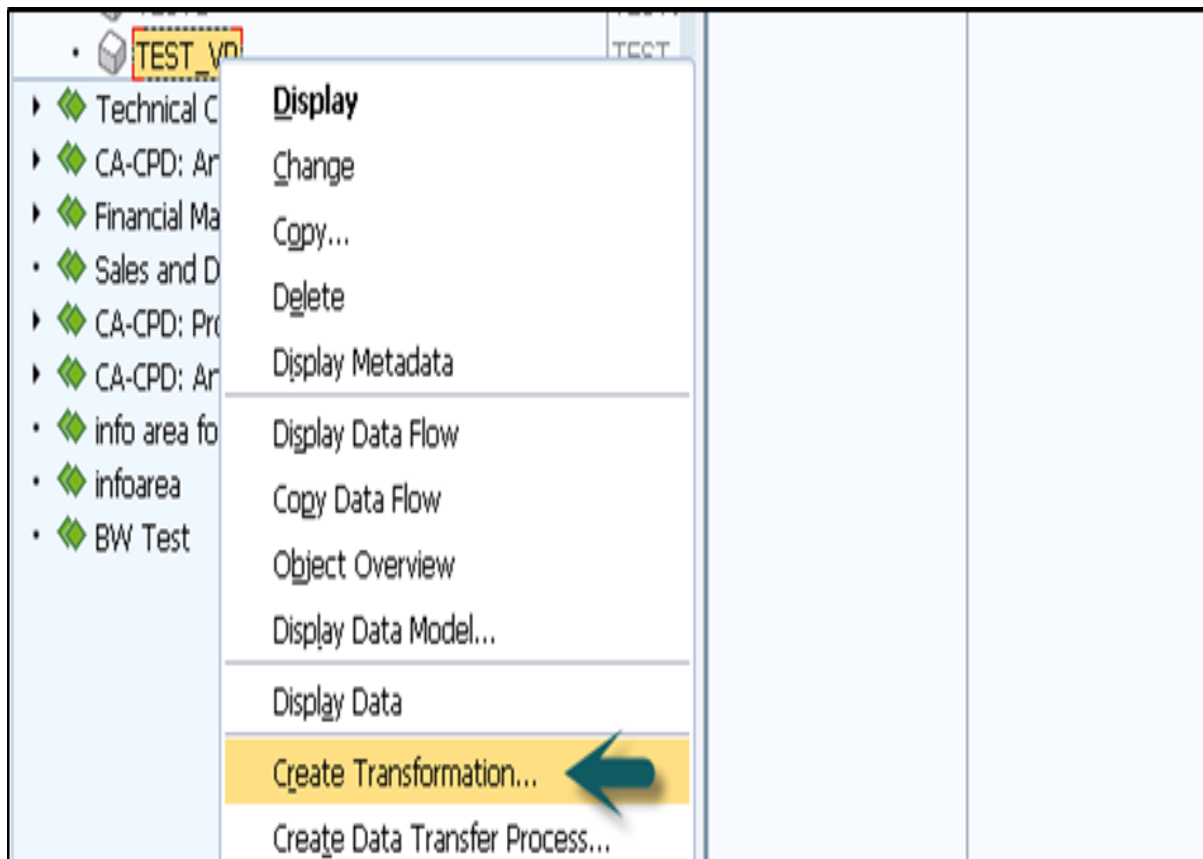 TEST_VP
TEST
Technical C
CA-CPD: Ar
Financial Ma
Sales and D
CA-CPD: Pro
CA-CPD: Ar
info area fo
infoarea
BW Test
Display
Change
Copy...
Delete
Display Metadata
Display Data Flow
Copy Data Flow
Object Overview
Display Data Model...
Display Data
Create Transformation...
Create Data Transfer Process...